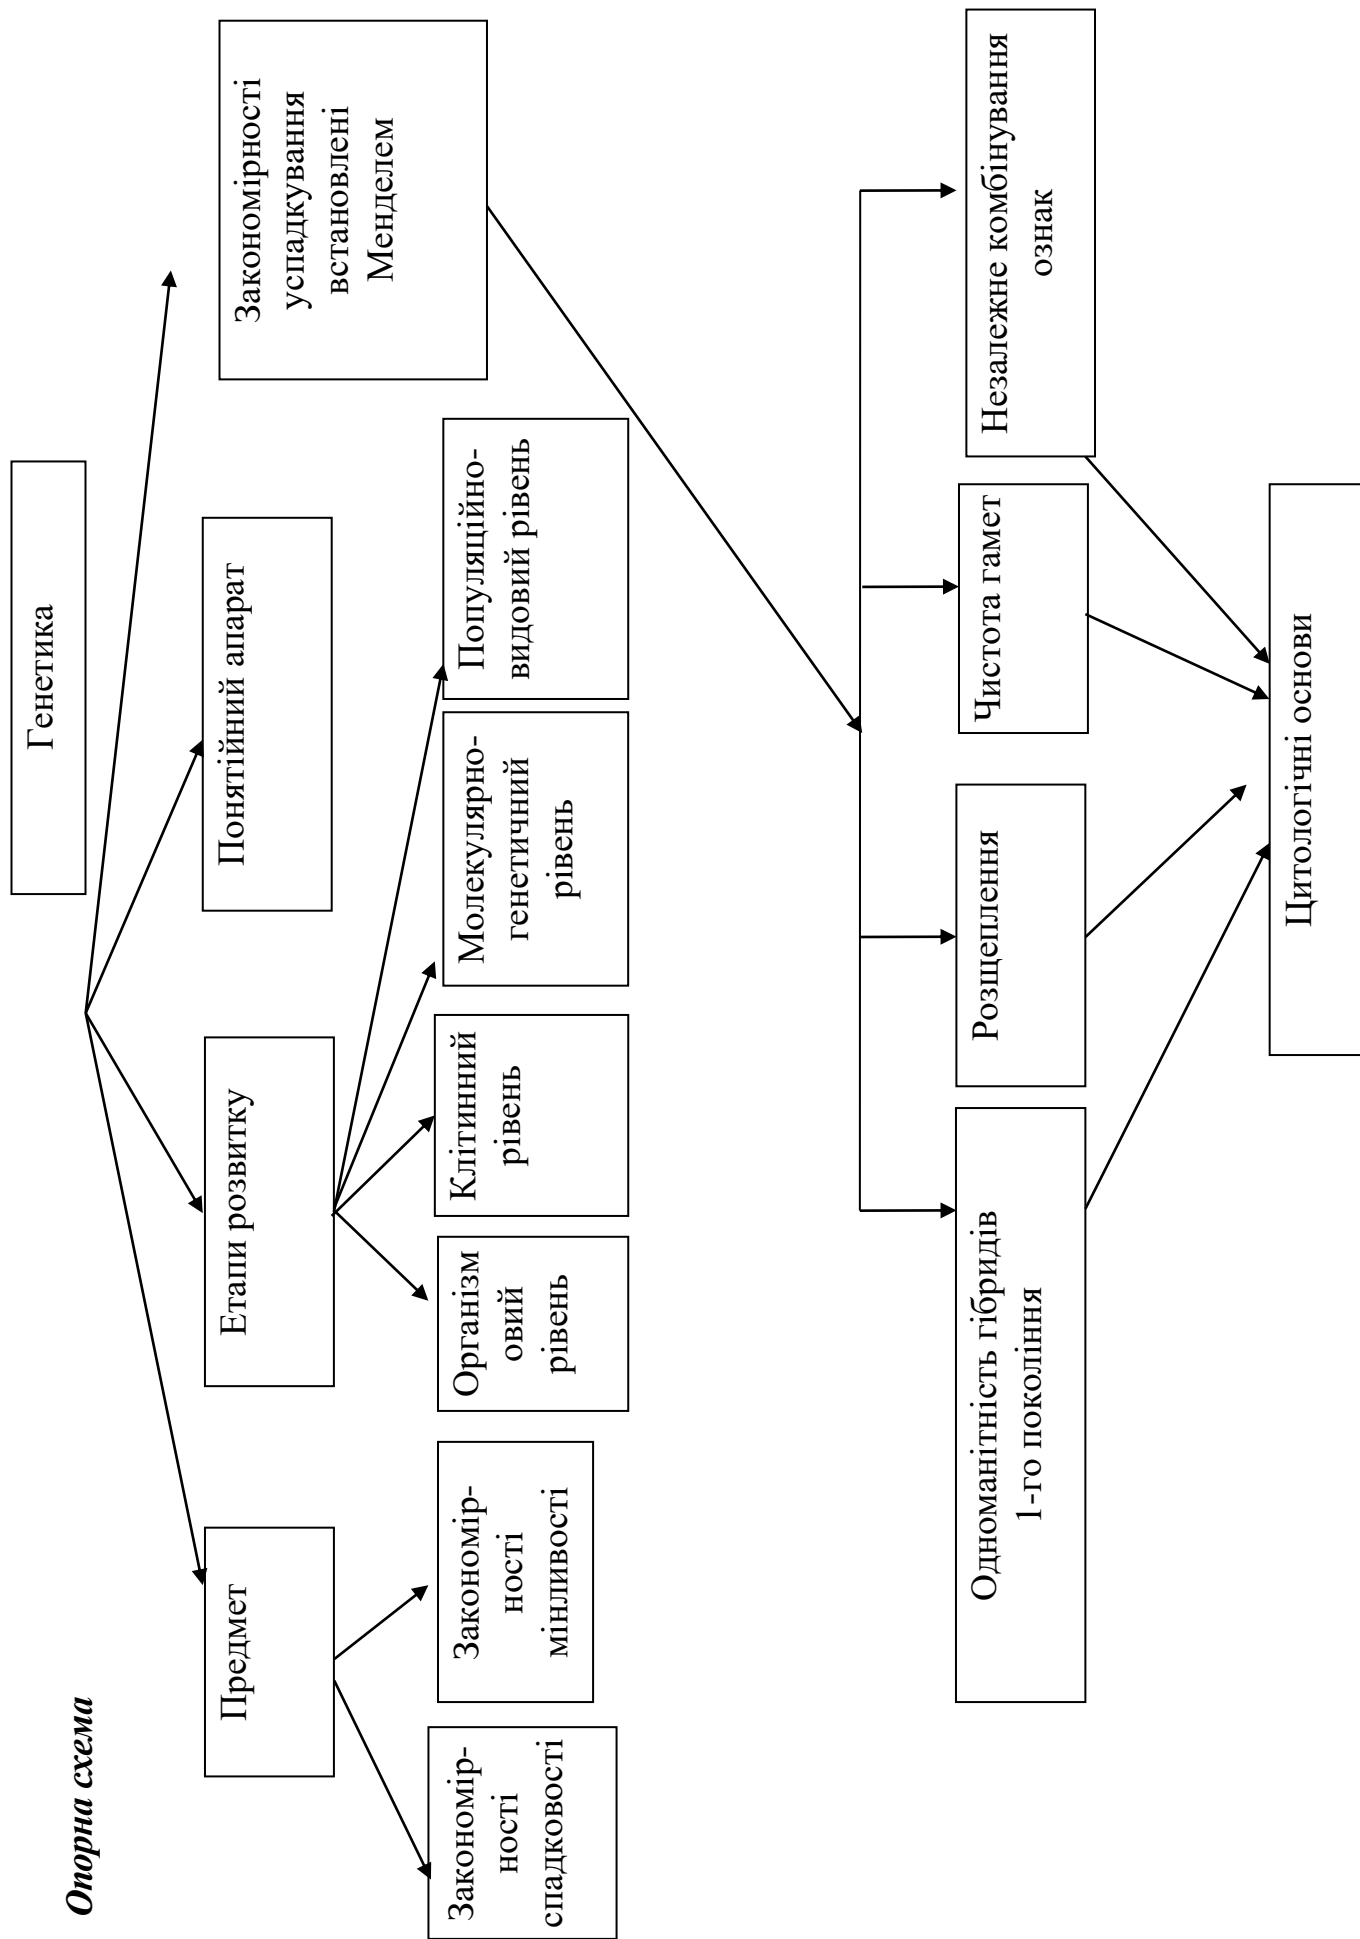 Опорна схема
Генетика
Предмет
Етапи розвитку
Понятійний апарат
Закономірності
успадкування
встановлені
Менделем
Закономір-
ності
спадковості
Закономір-
ності
мінливості
Організм
овий
рівень
Клітинний
рівень
Молекулярно-
генетичний
рівень
Популяційно-
видовий рівень
Одноманітність гібридів
1-го покоління
Розщеплення
Чистота гамет
Незалежне комбінування
ознак
Цитологічні основи